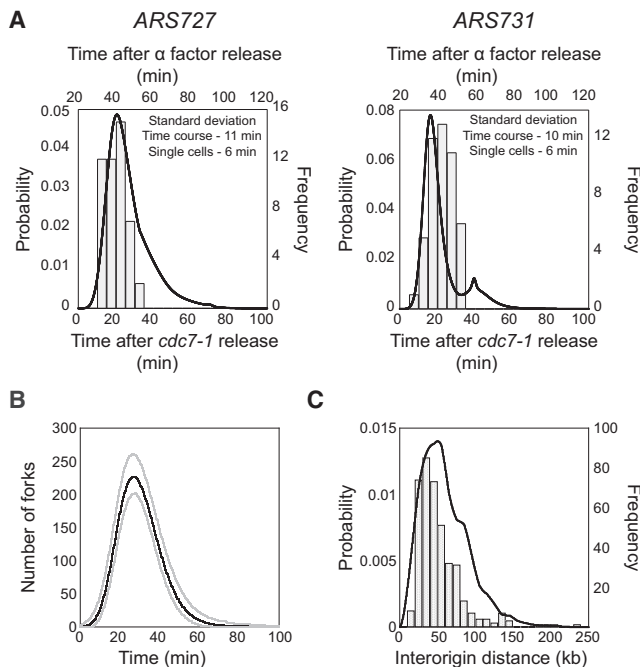 A
ARS727
ARS731
Time after α factor release
(min)
20 40 60 80 100 120
Time after α factor release
(min)
20 40 60 80 100 120
Standard deviation
Time course - 11 min
Single cells - 6 min
Standard deviation
Time course - 10 min
Single cells - 6 min
Probability
0.05
0.04
0.03
0.02
0.01
0
Frequency
16
12
8
4
0
Probability
0.08
0.06
0.04
0.02
0
Frequency
12
8
4
0
0 20 40 60 80 100
Time after cdc7-1 release
(min)
0 20 40 60 80 100
Time after cdc7-1 release
(min)
B
Number of forks
300
250
200
150
100
50
0
0 20 40 60 80 100
Time (min)
C
Probability
0.015
0.01
0.005
0
Frequency
100
80
60
40
20
0 50 100 150 200 250
Interorigin distance (kb)